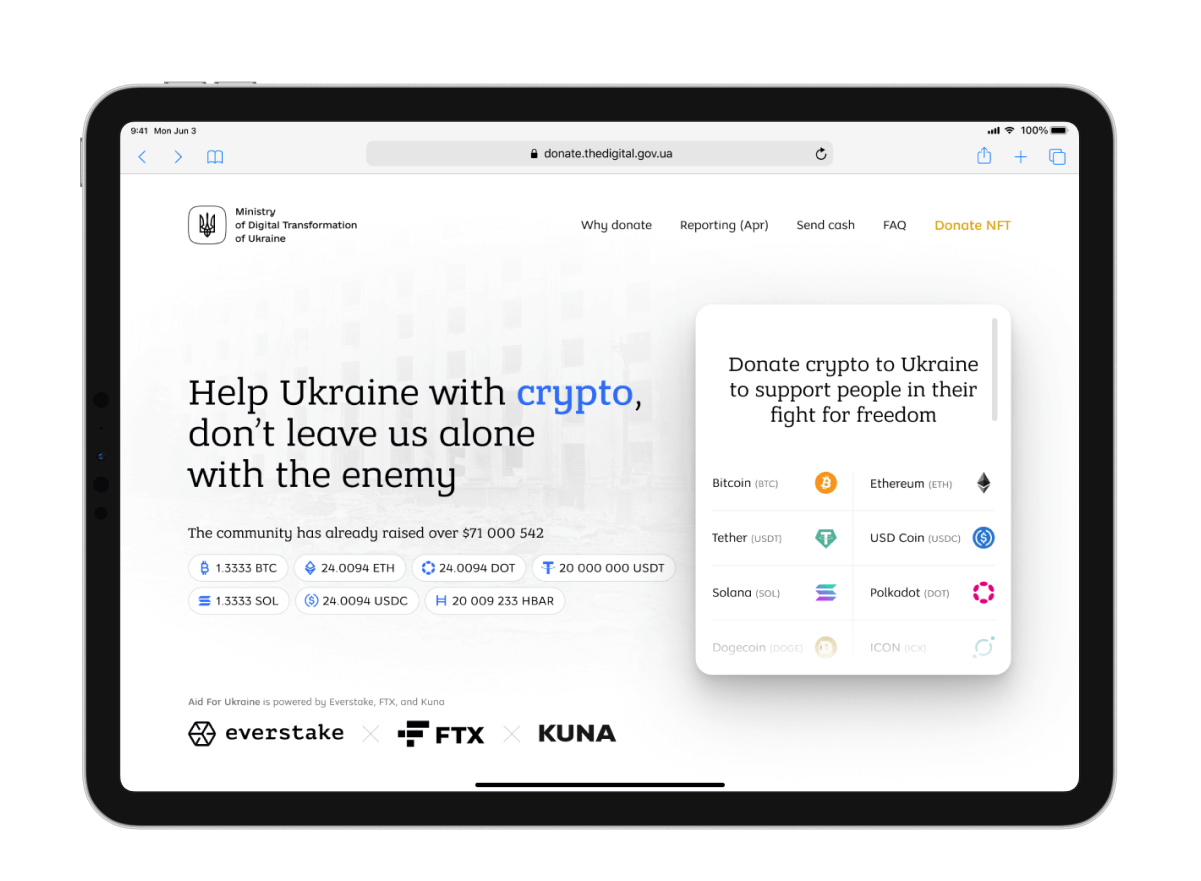 9:41 Mon Jun 3
100%
donate.thedigital.gov.ua
Ministry
of Digital Transformation
of Ukraine
Why donate
Reporting (Apr)
Send cash
FAQ
Donate NFT
Help Ukraine with crypto,
don’t leave us alone
with the enemy
The community has already raised over $71 000 542
1.3333 BTC
24.0094 ETH
24.0094 DOT
20 000 000 USDT
1.3333 SOL
24.0094 USDC
20 009 233 HBAR
Donate crypto to Ukraine
to support people in their
fight for freedom
Bitcoin (BTC)
Ethereum (ETH)
Tether (USDT)
USD Coin (USDC)
Solana (SOL)
Polkadot (DOT)
Dogecoin (DOGE)
ICON (ICX)
Aid For Ukraine is powered by Everstake, FTX, and Kuna
everstake
FTX
KUNA